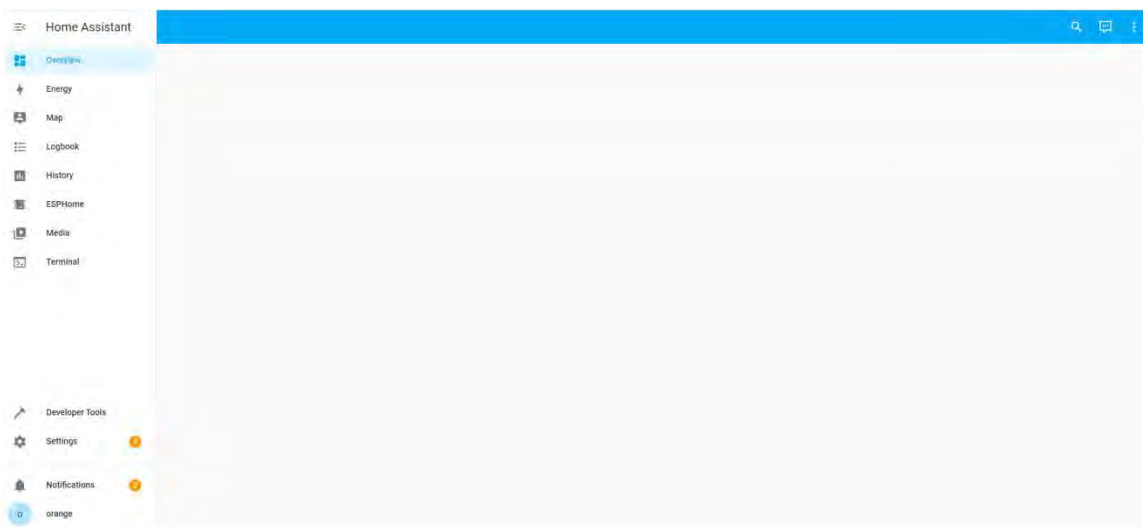 Home Assistant
Overview
Energy
Map
Logbook
History
ESPHome
Media
Terminal
Developer Tools
Settings
Notifications
orange